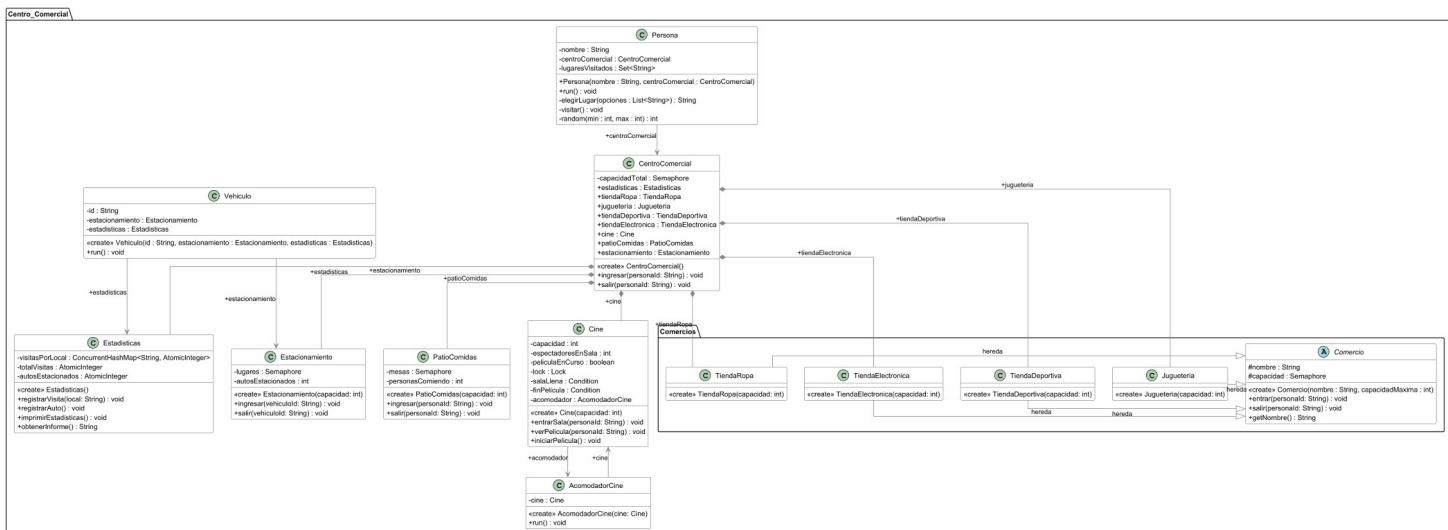 Centro_Comercial
C Persona
-nombre : String
-centroComercial : CentroComercial
-lugaresVisitados : Set<String>
+Persona(nombre : String, centroComercial : CentroComercial)
+run() : void
-elegirLugar(opciones : List<String>) : String
-visitar() : void
-random(min : int, max : int) : int
+centroComercial
C CentroComercial
-capacidadTotal : Semaphore
+estadisticas : Estadisticas
+tiendaRopa : TiendaRopa
+jugueteria : Jugueteria
+tiendaDeportiva : TiendaDeportiva
+tiendaElectronica : TiendaElectronica
+cine : Cine
+patioComidas : PatioComidas
+estacionamiento : Estacionamiento
«create» CentroComercial()
+ingresar(personaId: String) : void
+salir(personaId: String) : void
+jugueteria
+tiendaDeportiva
+tiendaElectronica
C Vehiculo
-id : String
-estacionamiento : Estacionamiento
-estadisticas : Estadisticas
«create» Vehiculo(id : String, estacionamiento : Estacionamiento, estadisticas : Estadisticas)
+run() : void
+estadisticas
+estacionamiento
+patioComidas
+estadisticas
+estacionamiento
+cine
+tiendaRopa
C Estadisticas
-visitasPorLocal : ConcurrentHashMap<String, AtomicInteger>
-totalVisitas : AtomicInteger
-autosEstacionados : AtomicInteger
«create» Estadisticas()
+registrarVisita(local: String) : void
+registrarAuto() : void
+imprimirEstadisticas() : void
+obtenerInforme() : String
C Estacionamiento
-lugares : Semaphore
-autosEstacionados : int
«create» Estacionamiento(capacidad: int)
+ingresar(vehiculoId: String) : void
+salir(vehiculoId: String) : void
C PatioComidas
-mesas : Semaphore
-personasComiendo : int
«create» PatioComidas(capacidad: int)
+ingresar(personaId: String) : void
+salir(personaId: String) : void
C Cine
-capacidad : int
-espectadoresEnSala : int
-peliculaEnCurso : boolean
-lock : Lock
-salaLlena : Condition
-finPelicula : Condition
-acomodador : AcomodadorCine
«create» Cine(capacidad: int)
+entrarSala(personaId: String) : void
+verPelicula(personaId: String) : void
+iniciarPelicula() : void
+acomodador
+cine
C AcomodadorCine
-cine : Cine
«create» AcomodadorCine(cine: Cine)
+run() : void
Comercios
hereda
C TiendaRopa
«create» TiendaRopa(capacidad: int)
C TiendaElectronica
«create» TiendaElectronica(capacidad: int)
C TiendaDeportiva
«create» TiendaDeportiva(capacidad: int)
C Jugueteria
«create» Jugueteria(capacidad: int)
hereda
hereda
hereda
A Comercio
#nombre : String
#capacidad : Semaphore
«create» Comercio(nombre : String, capacidadMaxima : int)
+entrar(personaId: String) : void
+salir(personaId: String) : void
+getNombre() : String